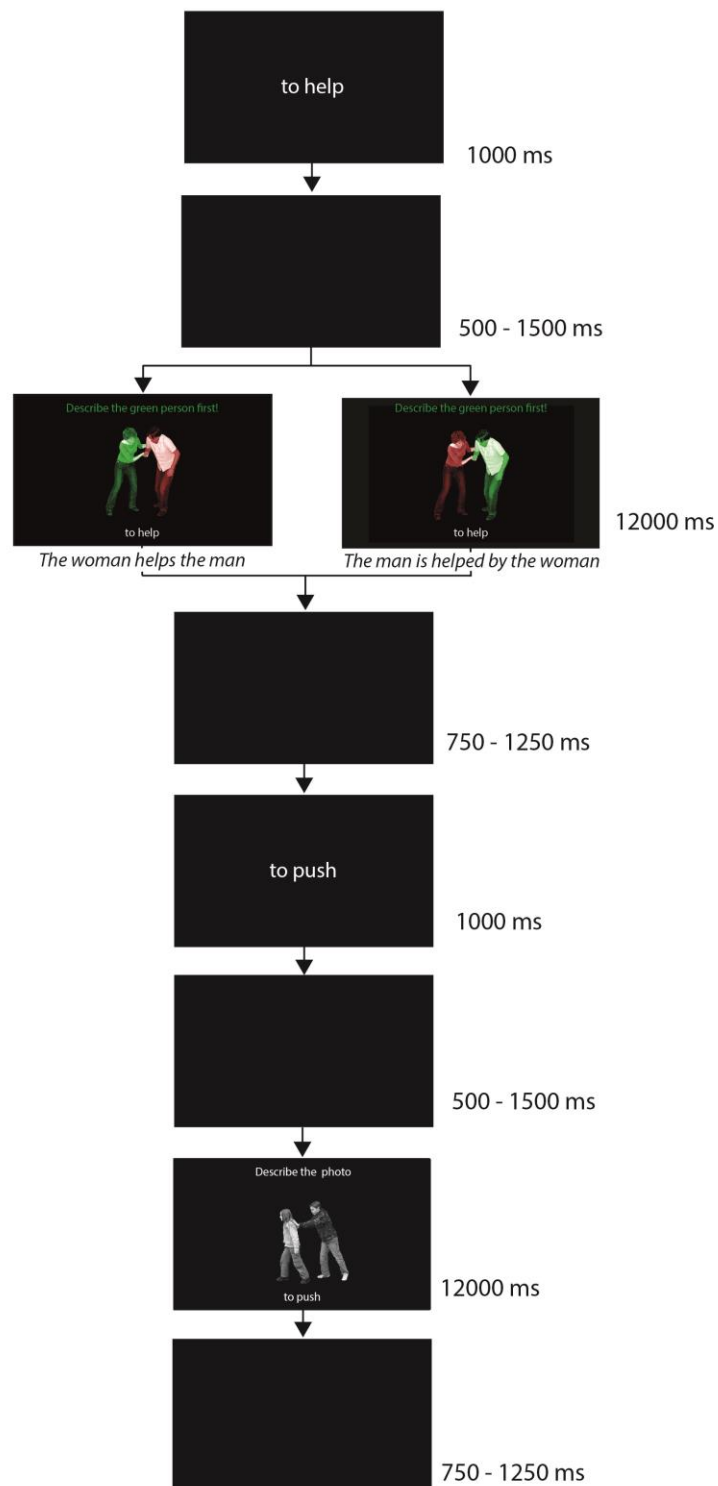 to help
1000 ms
500 - 1500 ms
Describe the green person first!
to help
The woman helps the man
Describe the green person first!
to help
The man is helped by the woman
12000 ms
750 - 1250 ms
to push
1000 ms
500 - 1500 ms
Describe the photo
to push
12000 ms
750 - 1250 ms